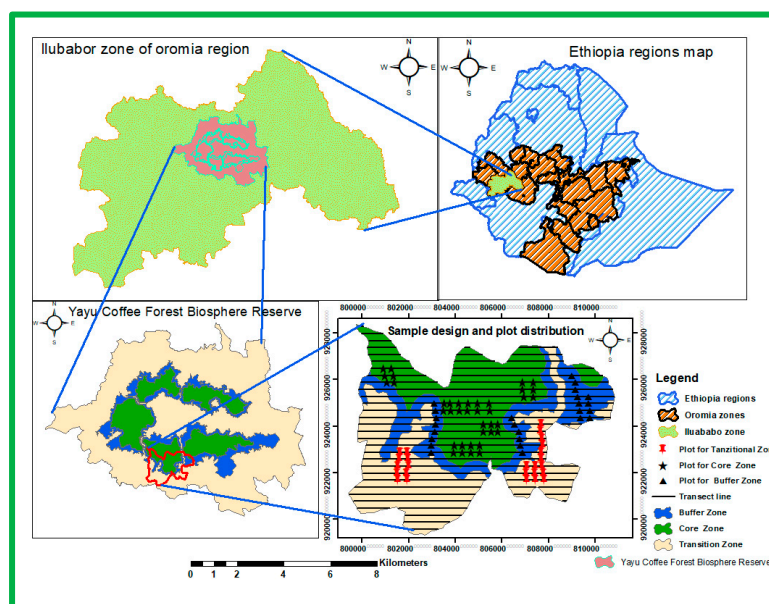 Ilubabor zone of oromia region
N
W E
S
Ethiopia regions map
N
W E
S
Yayu Coffee Forest Biosphere Reserve
N
W E
S
800000 802000 804000 806000 808000 810000
Sample design and plot distribution
N
W E
S
928000
926000
924000
922000
920000
928000
926000
924000
922000
920000
800000 802000 804000 806000 808000 810000
Legend
Ethiopia regions
Oromia zones
Iluababo zone
Plot for Tanzitional Zon
Plot for Core Zone
Plot for Buffer Zone
Transect line
Buffer Zone
Core Zone
Transition Zone
Yayu Coffee Forest Biosphere Reserve
Kilometers
0 1 2 4 6 8